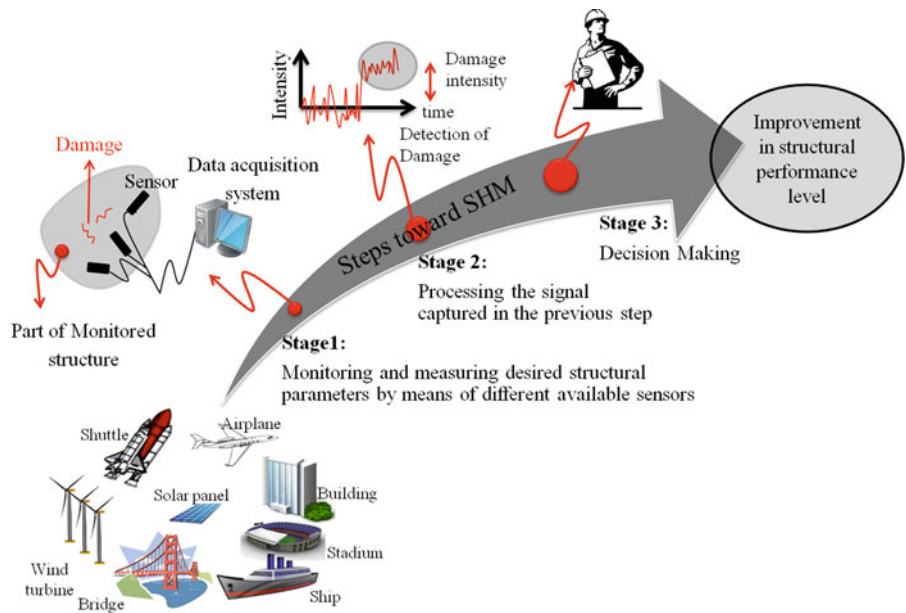 Intensity
Damage
intensity
time
Detection of
Damage
Damage
Sensor
Data acquisition
system
Part of Monitored
structure
Steps toward SHM
Improvement
in structural
performance
level
Stage 3:
Decision Making
Stage 2:
Processing the signal
captured in the previous step
Stage1:
Monitoring and measuring desired structural
parameters by means of different available sensors
Shuttle
Airplane
Solar panel
Building
Stadium
Wind
turbine
Bridge
Ship